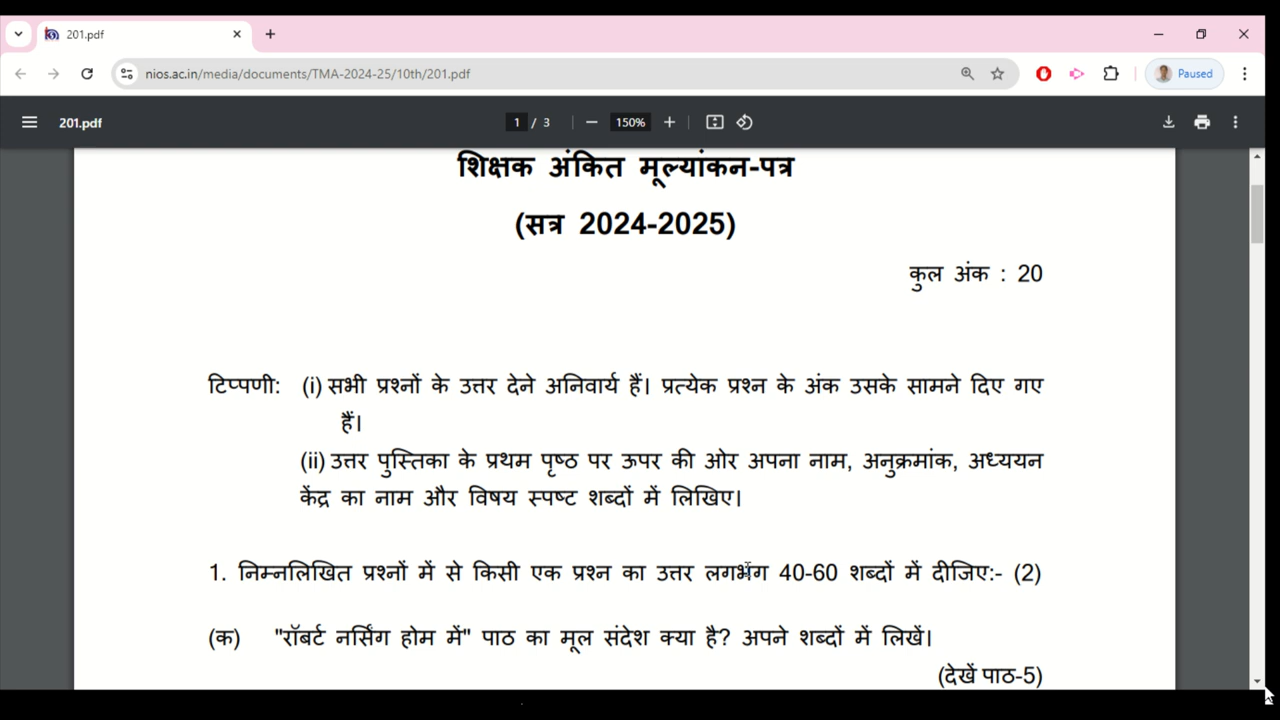 201.pdf
nios.ac.in/media/documents/TMA-2024-25/10th/201.pdf
Paused
201.pdf
1 / 3
150%
शिक्षक अंकित मूल्यांकन-पत्र
(सत्र 2024-2025)
कुल अंक : 20
टिप्पणी: (i) सभी प्रश्नों के उत्तर देने अनिवार्य हैं। प्रत्येक प्रश्न के अंक उसके सामने दिए गए
हैं।
(ii) उत्तर पुस्तिका के प्रथम पृष्ठ पर ऊपर की ओर अपना नाम, अनुक्रमांक, अध्ययन
केंद्र का नाम और विषय स्पष्ट शब्दों में लिखिए।
1. निम्नलिखित प्रश्नों में से किसी एक प्रश्न का उत्तर लगभग 40-60 शब्दों में दीजिए:- (2)
(क) "रॉबर्ट नर्सिंग होम में" पाठ का मूल संदेश क्या है? अपने शब्दों में लिखें।
(देखें पाठ-5)